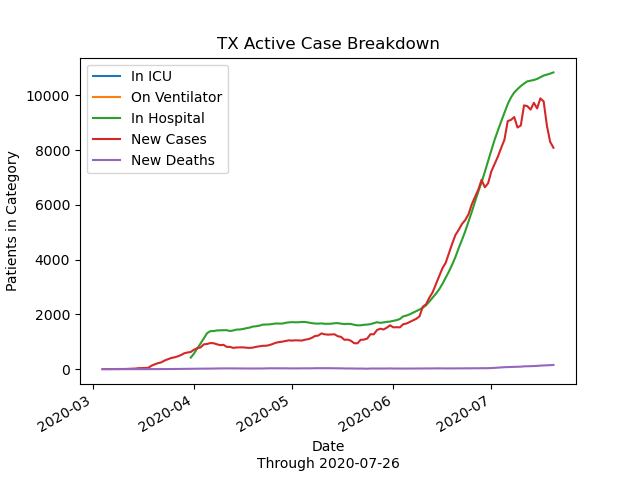 TX Active Case Breakdown
In ICU
On Ventilator
In Hospital
New Cases
New Deaths
Patients in Category
10000
8000
6000
4000
2000
0
2020-03
2020-04
2020-05
2020-06
2020-07
Date
Through 2020-07-26